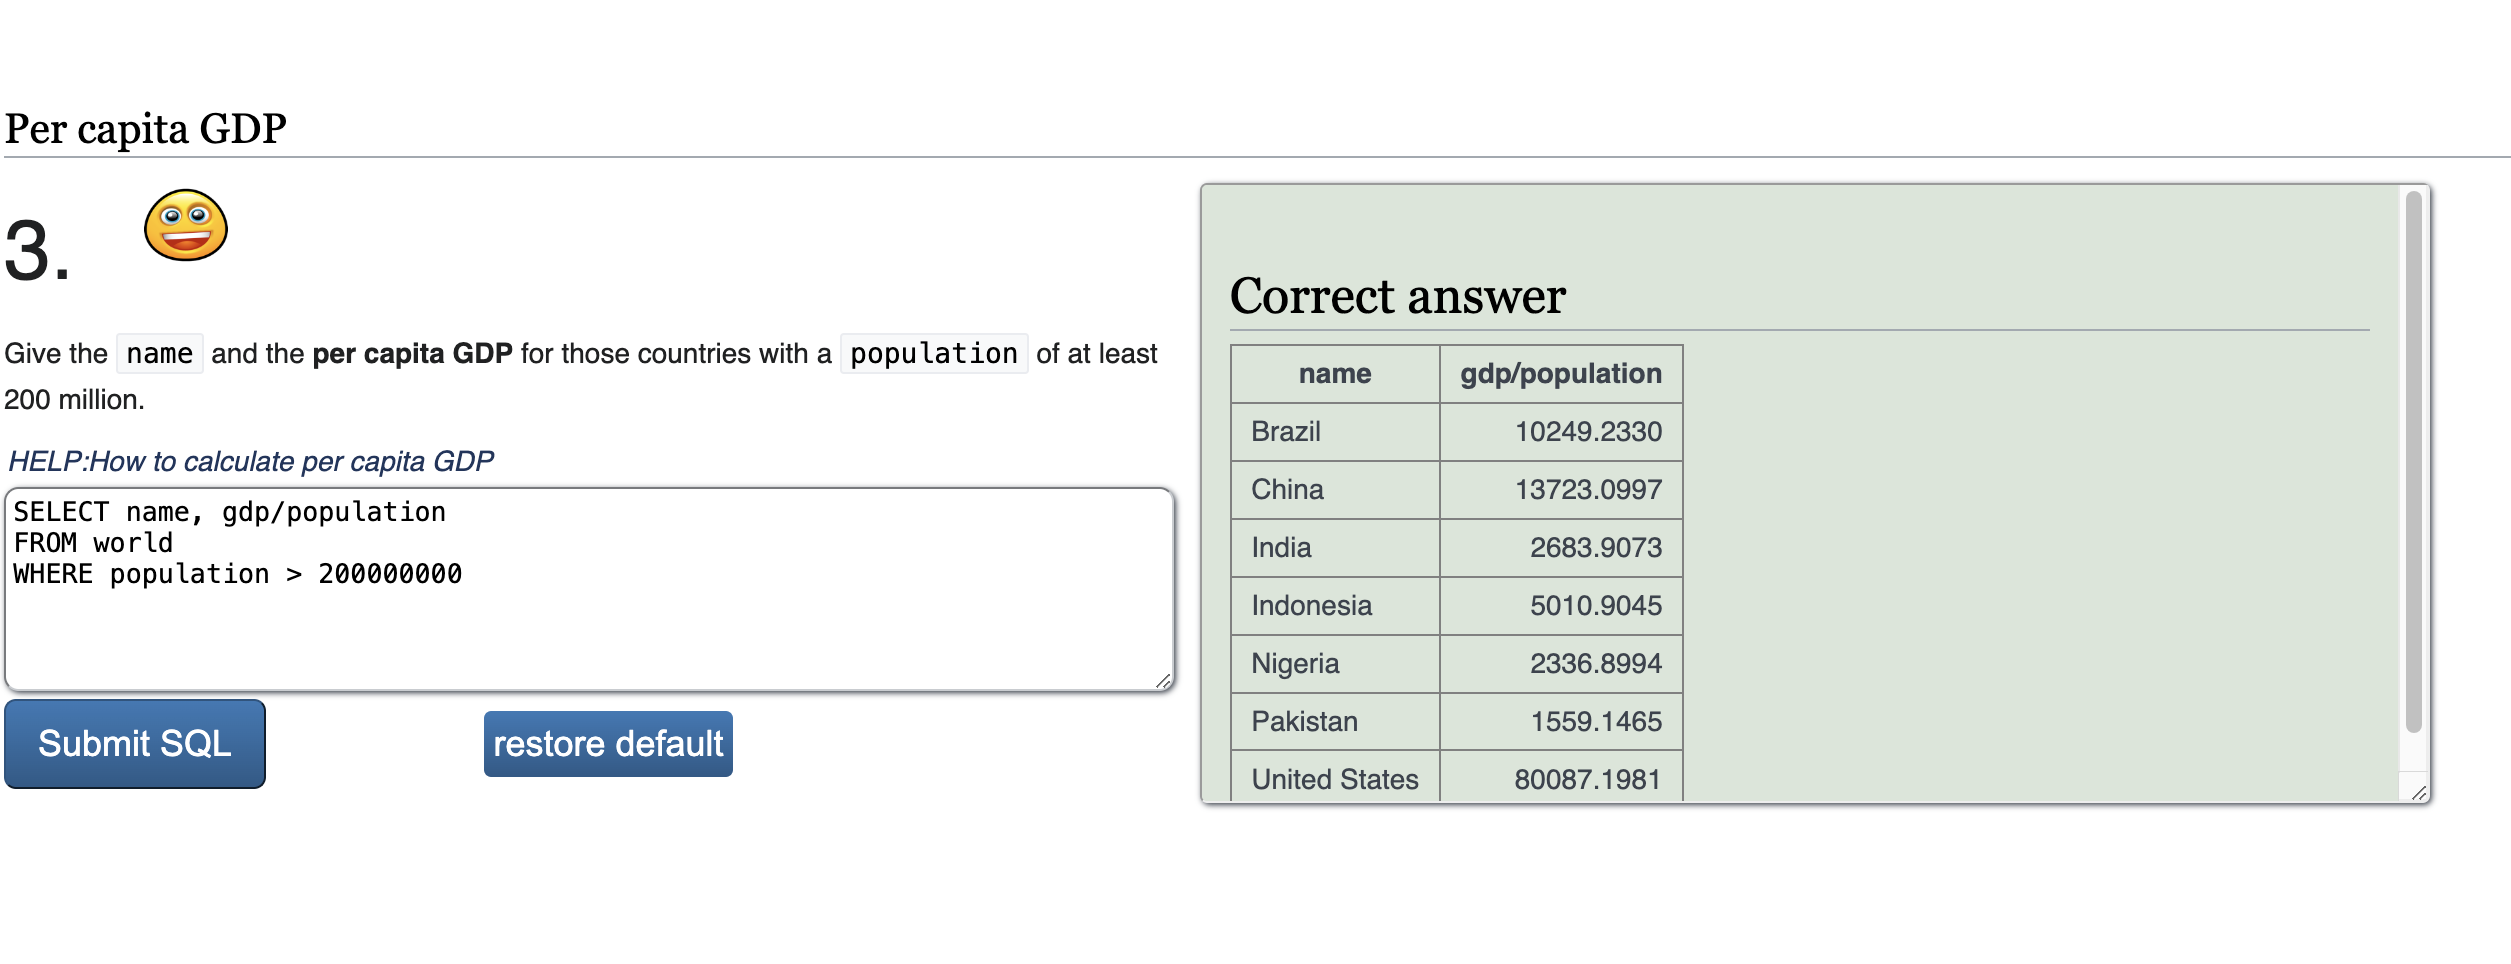 Per capita GDP
3.
Give the name and the per capita GDP for those countries with a population of at least
200 million.
HELP:How to calculate per capita GDP
SELECT name, gdp/population
FROM world
WHERE population > 200000000
Submit SQL
restore default
Correct answer
name gdp/population
Brazil 10249.2330
China 13723.0997
India 2683.9073
Indonesia 5010.9045
Nigeria 2336.8994
Pakistan 1559.1465
United States 80087.1981